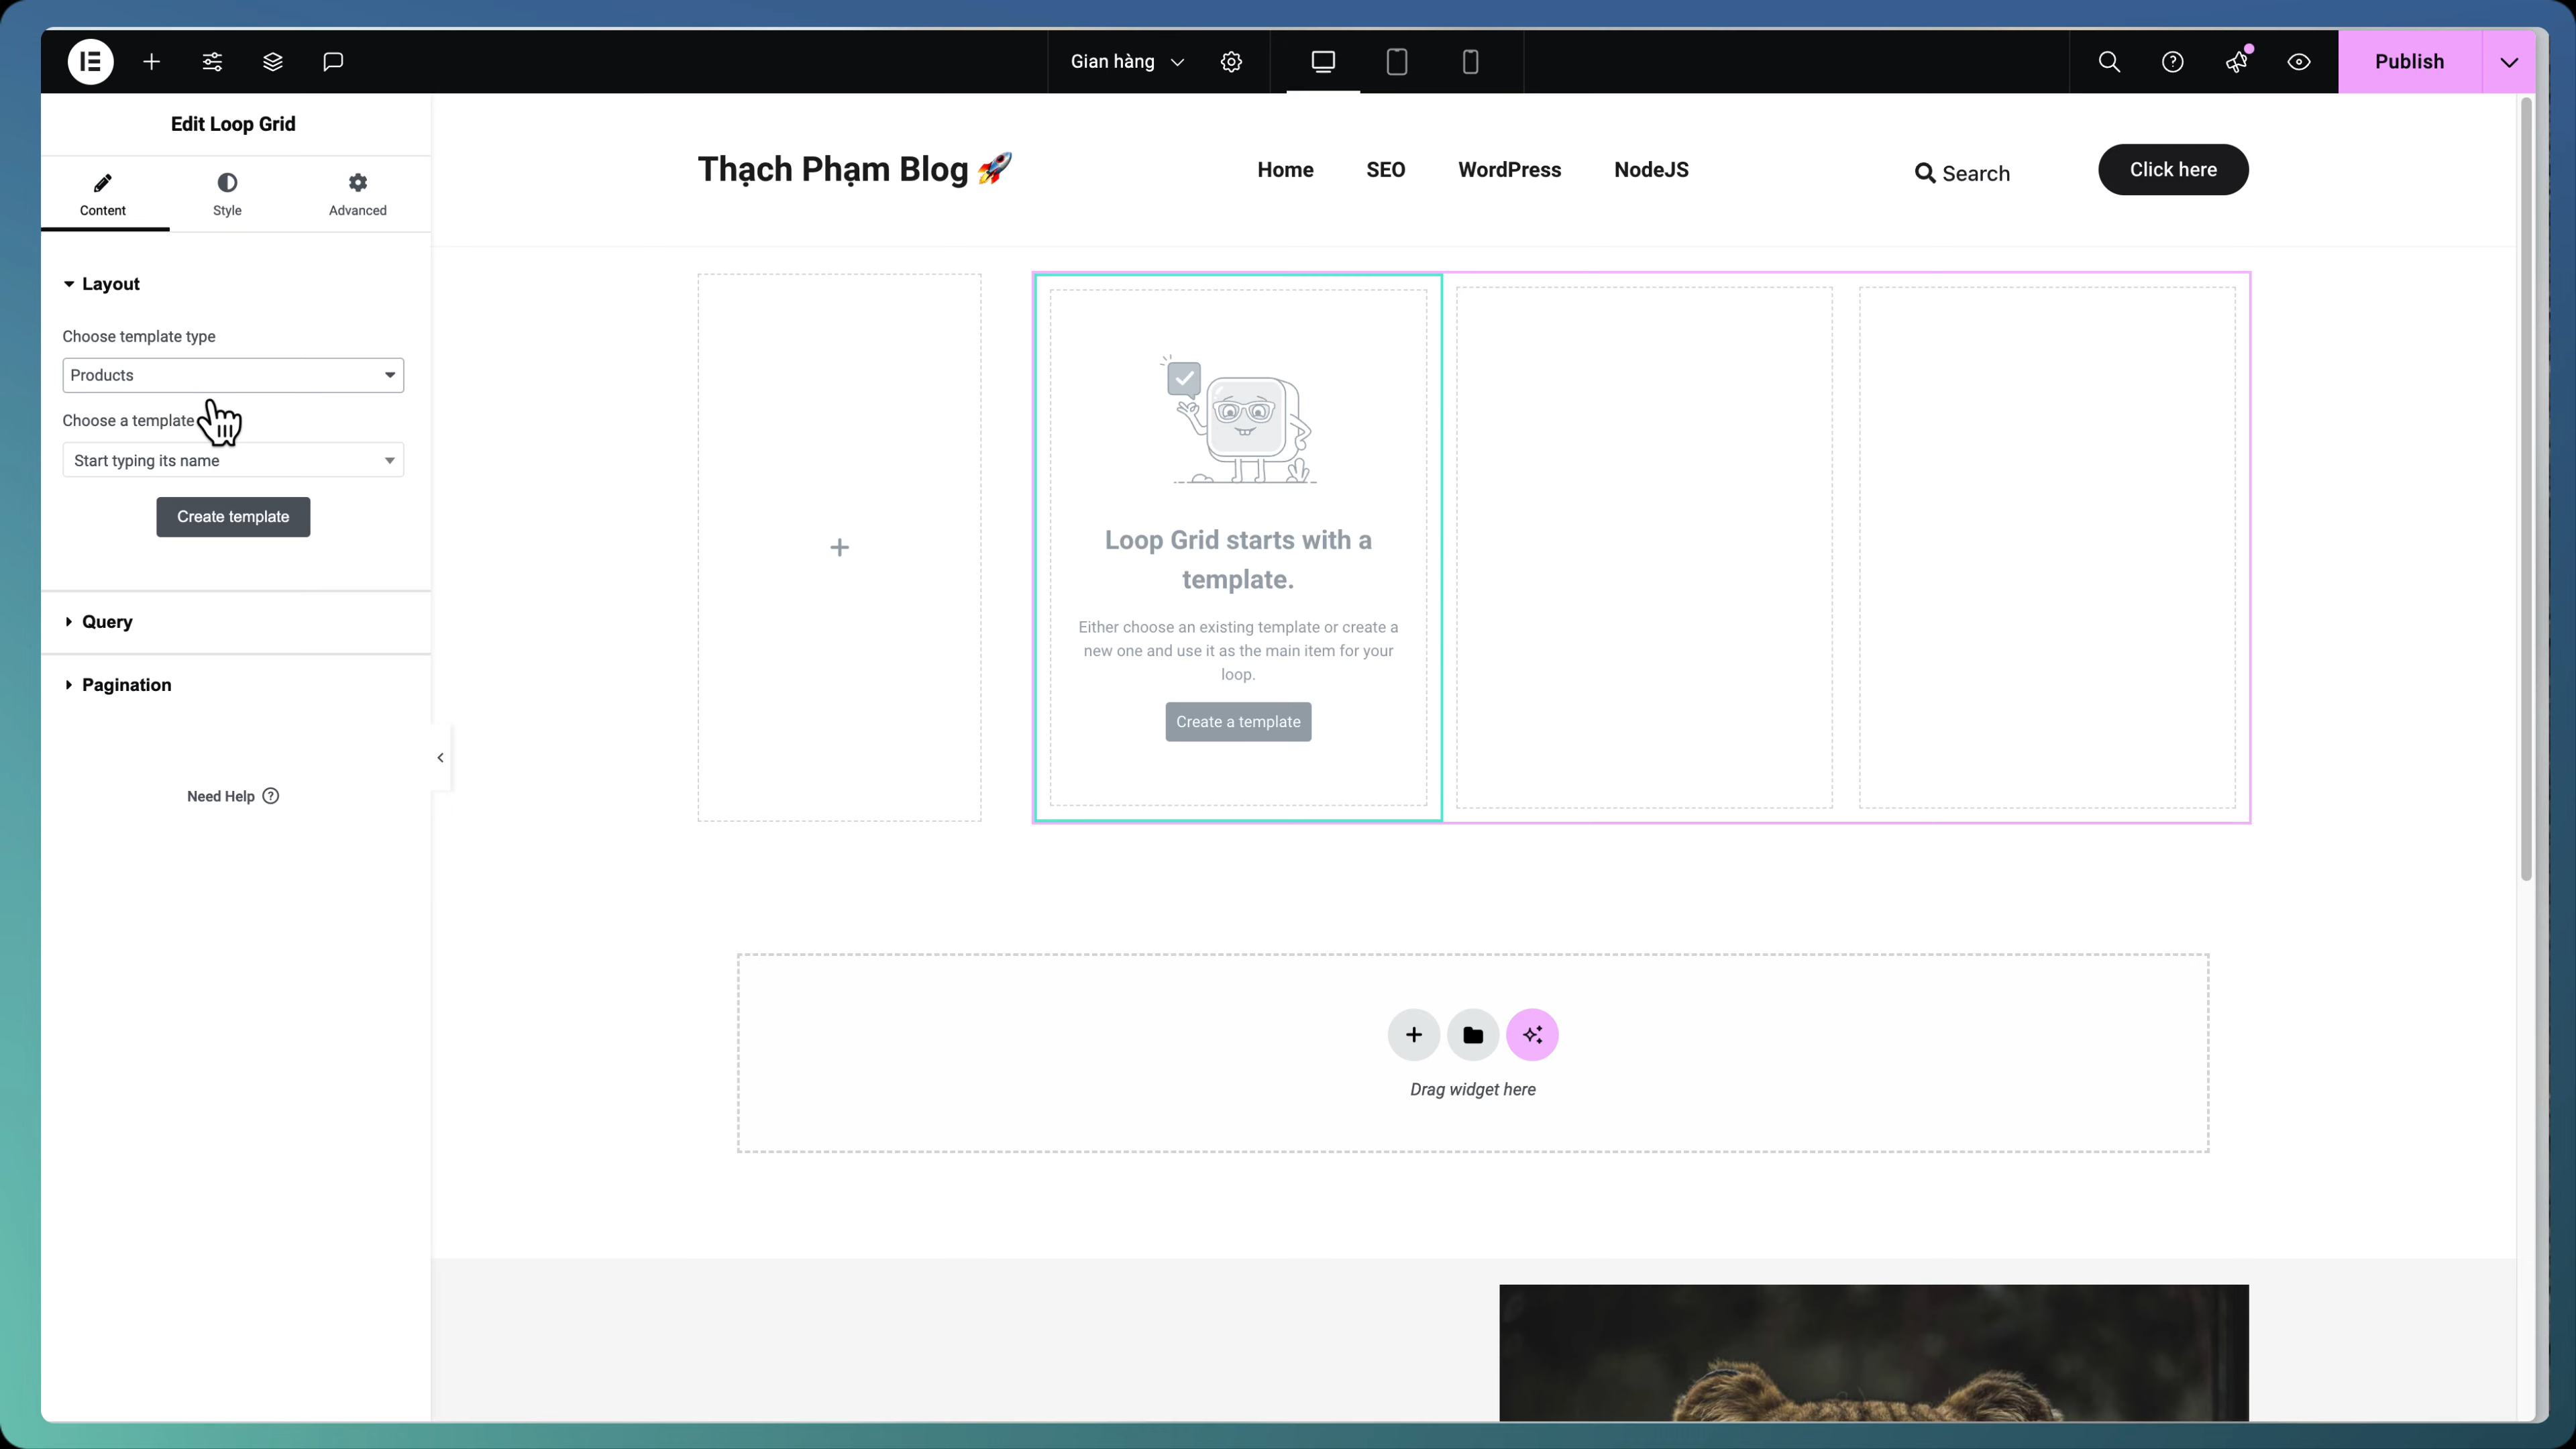 Gian hàng
Publish
Edit Loop Grid
Content
Style
Advanced
Layout
Choose template type
Products
Choose a template
Start typing its name
Create template
Query
Pagination
Need Help
Thạch Phạm Blog 🚀
Home
SEO
WordPress
NodeJS
Search
Click here
Loop Grid starts with a
template.
Either choose an existing template or create a
new one and use it as the main item for your
loop.
Create a template
Drag widget here